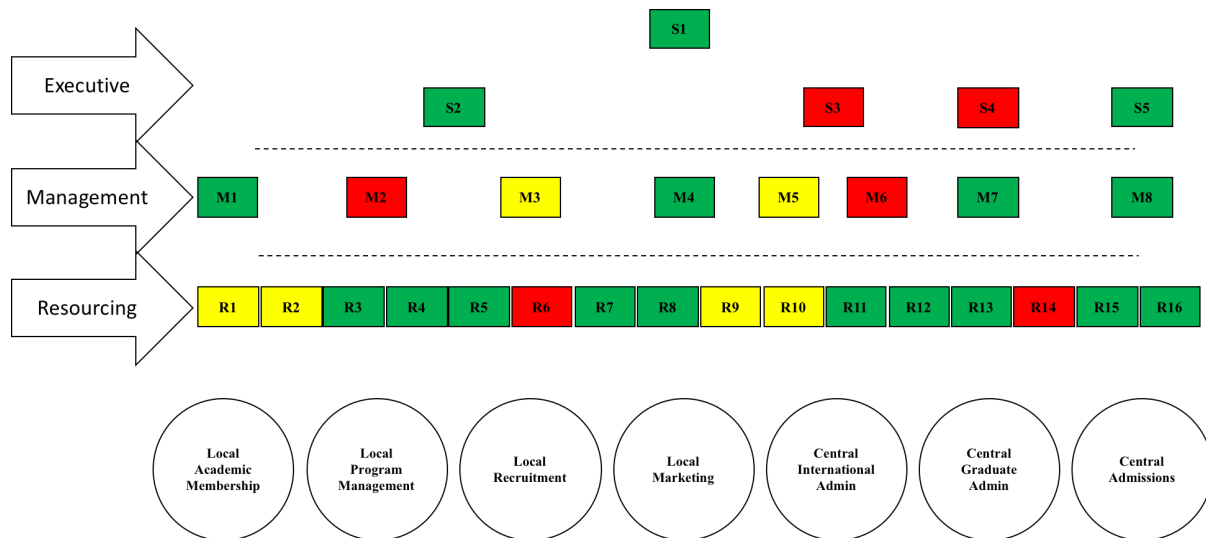 S1
Executive
S2
S3
S4
S5
Management
M1
M2
M3
M4
M5
M6
M7
M8
Resourcing
R1
R2
R3
R4
R5
R6
R7
R8
R9
R10
R11
R12
R13
R14
R15
R16
Local
Academic
Membership
Local
Program
Management
Local
Recruitment
Local
Marketing
Central
International
Admin
Central
Graduate
Admin
Central
Admissions